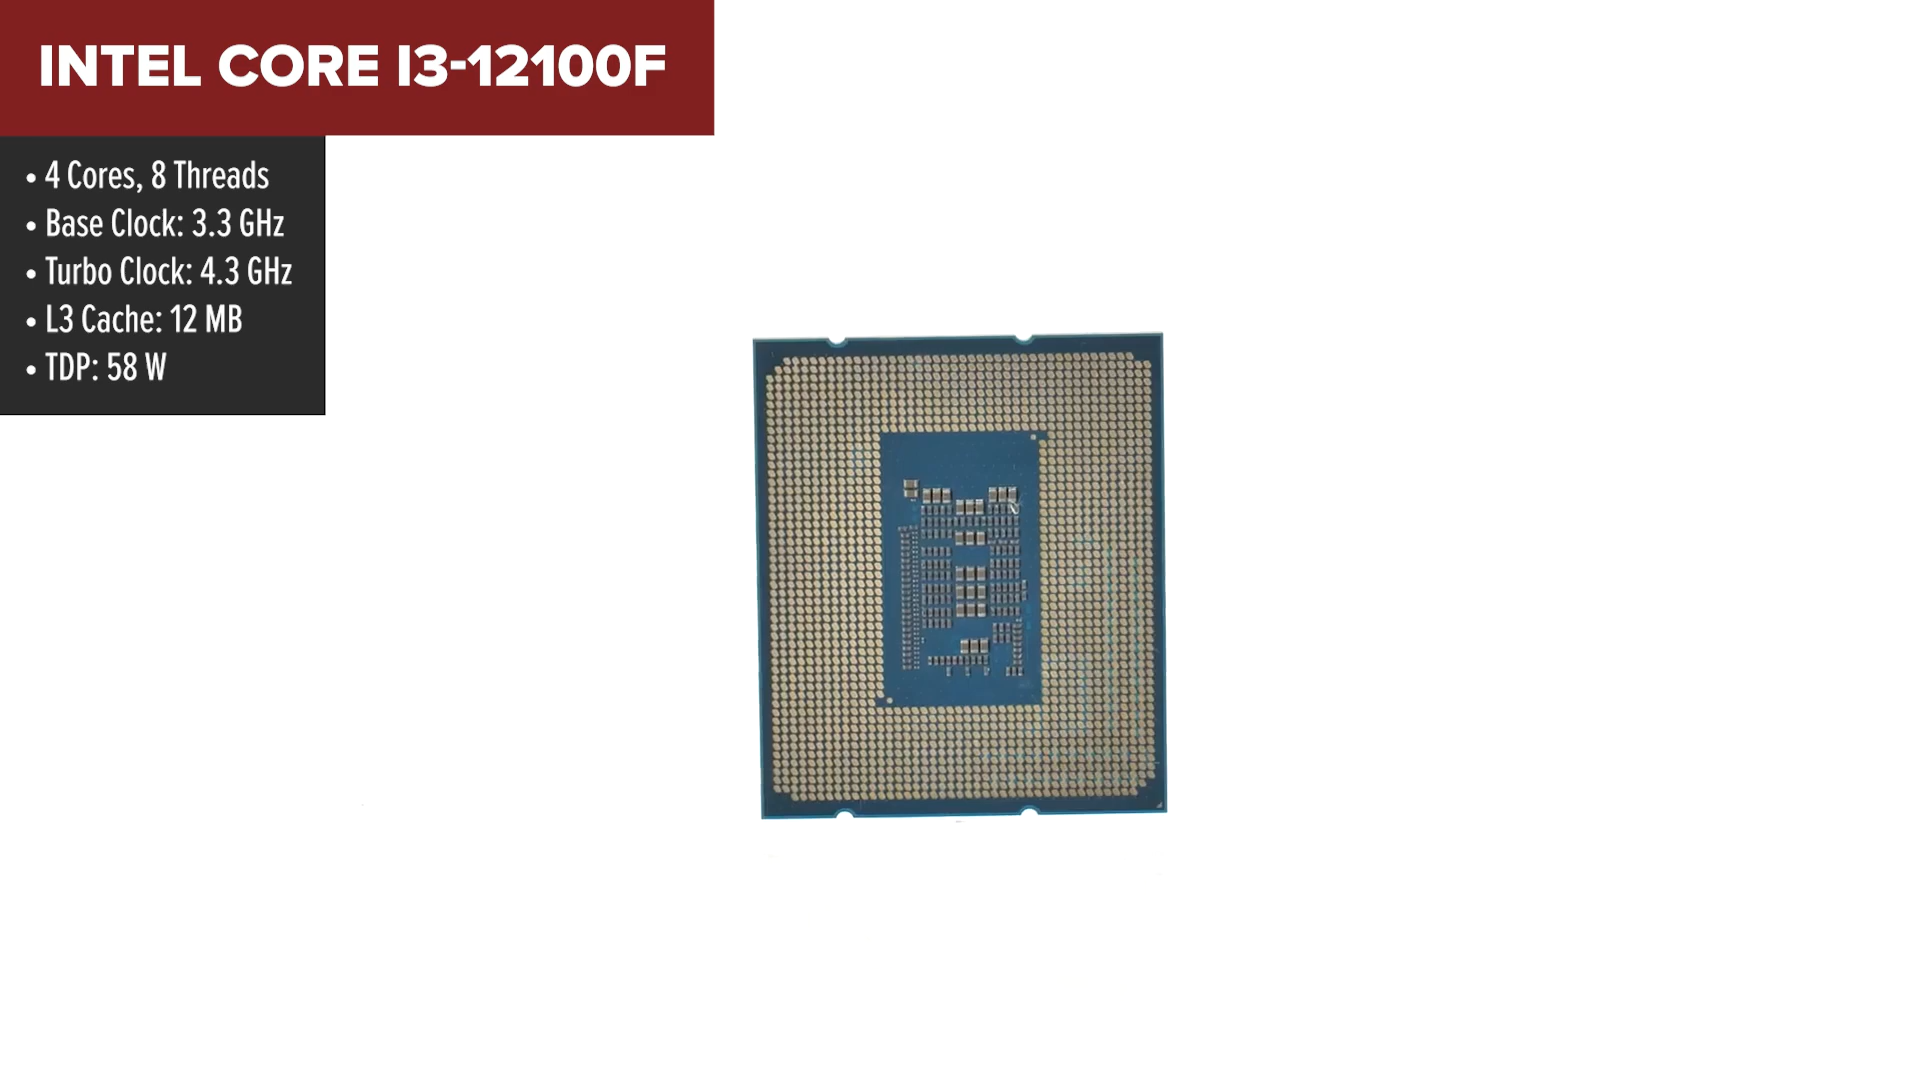 INTEL CORE I3-12100F
• 4 Cores, 8 Threads
• Base Clock: 3.3 GHz
• Turbo Clock: 4.3 GHz
• L3 Cache: 12 MB
• TDP: 58 W